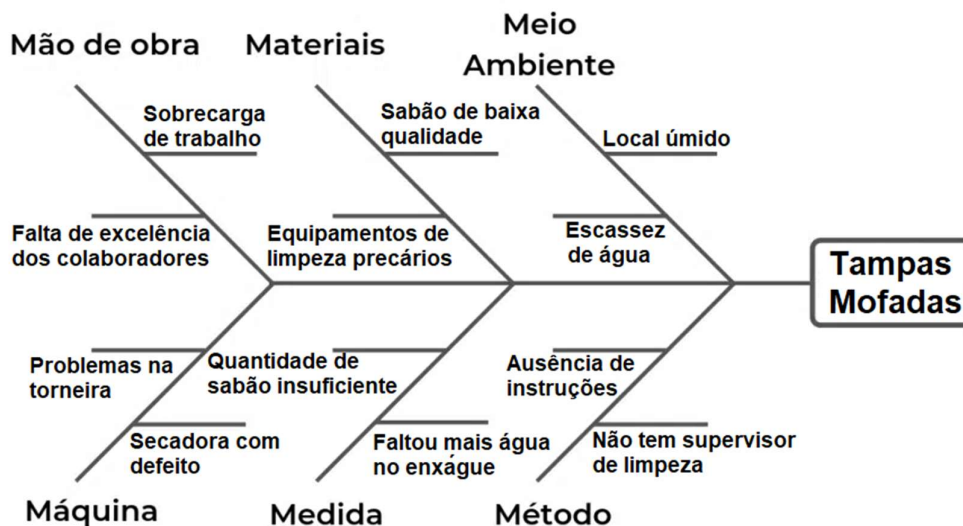 Mão de obra
Materiais
Meio
Ambiente
Sobrecarga
de trabalho
Sabão de baixa
qualidade
Local úmido
Falta de excelência
dos colaboradores
Equipamentos de
limpeza precários
Escassez
de água
Tampas
Mofadas
Problemas na
torneira
Quantidade de
sabão insuficiente
Ausência de
instruções
Secadora com
defeito
Faltou mais água
no enxágue
Não tem supervisor
de limpeza
Máquina
Medida
Método